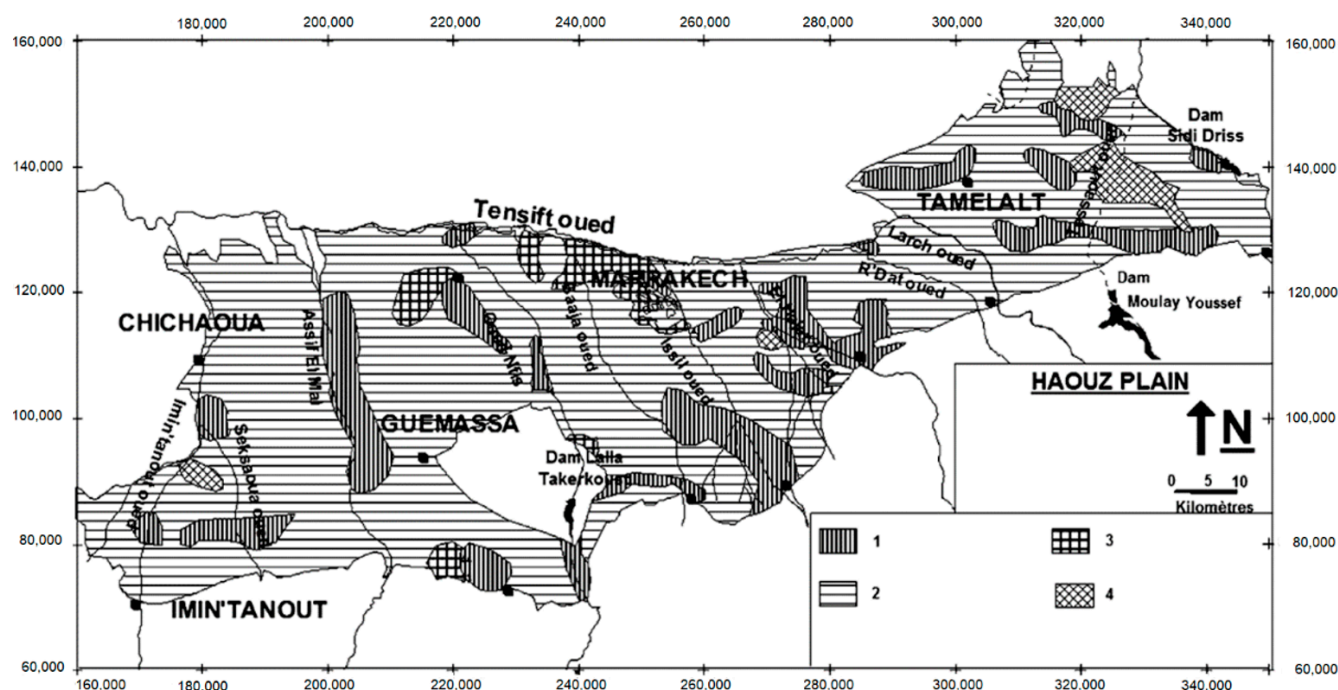 180,000 200,000 220,000 240,000 260,000 280,000 300,000 320,000 340,000
160,000 160,000
Dam
Sidi Driss
140,000 140,000
TAMELALT
Tensift oued
Larch oued
MARRAKECH
R'Dat oued
120,000 120,000
Dam
Moulay Youssef
CHICHAOUA
Assif El Mal
Baaja oued
Issil oued
HAOUZ PLAIN
100,000 100,000
GUEMASSA
N
Imin'tanout oued
Seksaoua oued
Dam Lalla
Takerkoust
0 5 10
Kilomètres
1 3
80,000 80,000
2 4
IMIN'TANOUT
60,000 60,000
160,000 180,000 200,000 220,000 240,000 260,000 280,000 300,000 320,000 340,000